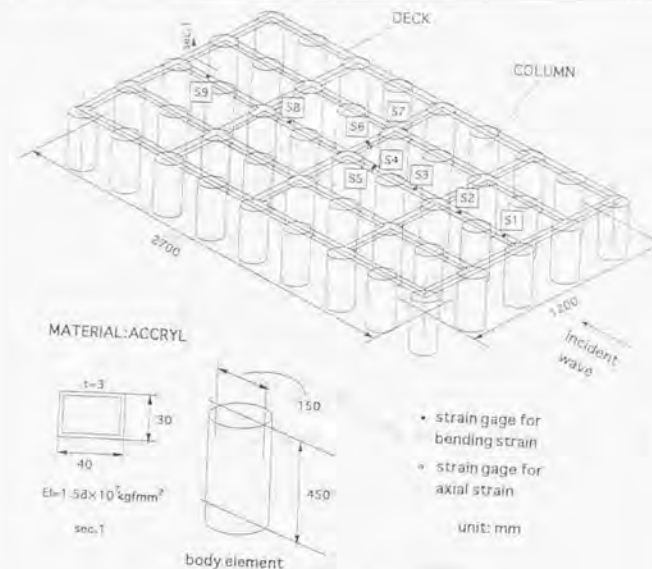 DECK
sec.1
COLUMN
S9
S8
S7
S6
S4
S5
S3
S2
S1
2700
1200
incident
wave
MATERIAL:ACCRYL
t=3
30
40
EI=1.58×10⁷kgfmm²
sec.1
150
450
body element
• strain gage for
bending strain
○ strain gage for
axial strain
unit: mm